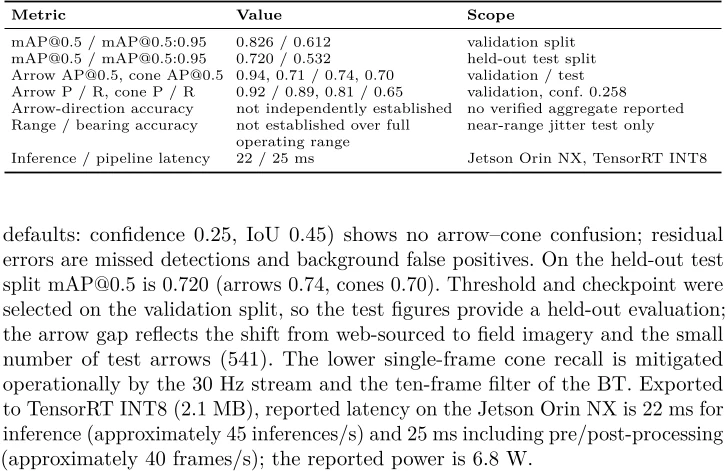 Metric Value Scope
mAP@0.5 / mAP@0.5:0.95 0.826 / 0.612 validation split
mAP@0.5 / mAP@0.5:0.95 0.720 / 0.532 held-out test split
Arrow AP@0.5, cone AP@0.5 0.94, 0.71 / 0.74, 0.70 validation / test
Arrow P / R, cone P / R 0.92 / 0.89, 0.81 / 0.65 validation, conf. 0.258
Arrow-direction accuracy not independently established no verified aggregate reported
Range / bearing accuracy not established over full near-range jitter test only
operating range
Inference / pipeline latency 22 / 25 ms Jetson Orin NX, TensorRT INT8
defaults: confidence 0.25, IoU 0.45) shows no arrow–cone confusion; residual
errors are missed detections and background false positives. On the held-out test
split mAP@0.5 is 0.720 (arrows 0.74, cones 0.70). Threshold and checkpoint were
selected on the validation split, so the test figures provide a held-out evaluation;
the arrow gap reflects the shift from web-sourced to field imagery and the small
number of test arrows (541). The lower single-frame cone recall is mitigated
operationally by the 30 Hz stream and the ten-frame filter of the BT. Exported
to TensorRT INT8 (2.1 MB), reported latency on the Jetson Orin NX is 22 ms for
inference (approximately 45 inferences/s) and 25 ms including pre/post-processing
(approximately 40 frames/s); the reported power is 6.8 W.